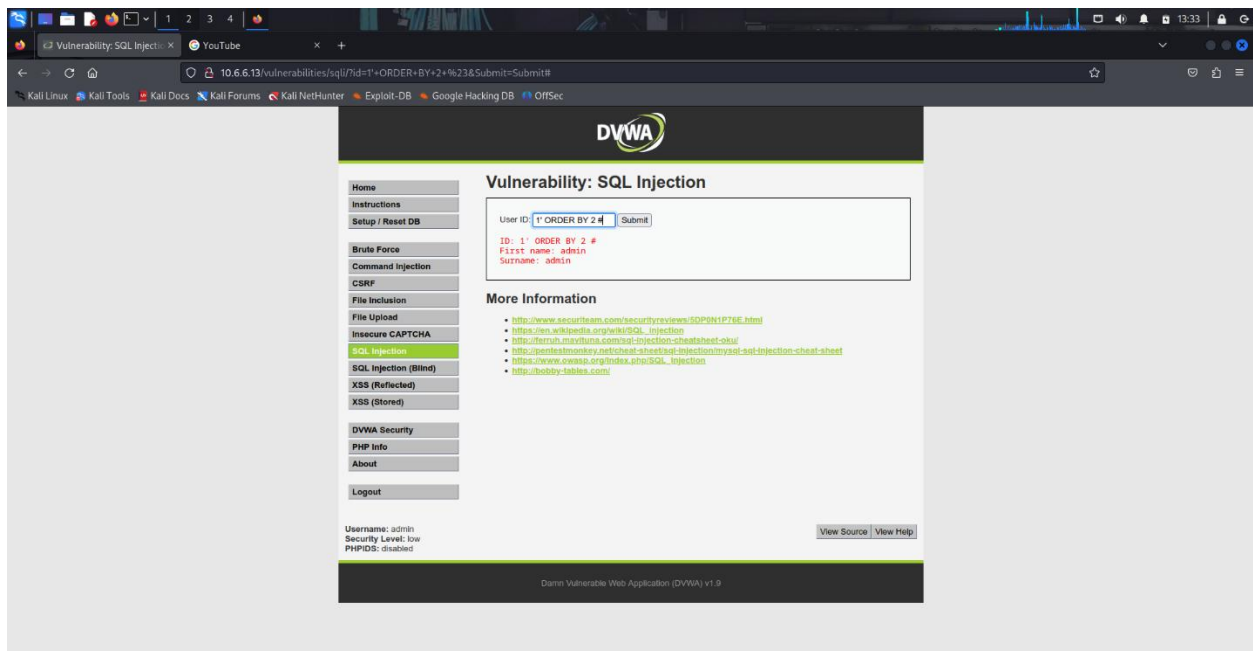 1 2 3 4
13:33
Vulnerability: SQL Injectio
YouTube
10.6.6.13/vulnerabilities/sqli/?id=1'+ORDER+BY+2+%23&Submit=Submit#
Kali Linux Kali Tools Kali Docs Kali Forums Kali NetHunter Exploit-DB Google Hacking DB OffSec
DVWA
Home
Instructions
Setup / Reset DB
Brute Force
Command Injection
CSRF
File Inclusion
File Upload
Insecure CAPTCHA
SQL Injection
SQL Injection (Blind)
XSS (Reflected)
XSS (Stored)
DVWA Security
PHP Info
About
Logout
Vulnerability: SQL Injection
User ID: 1' ORDER BY 2 # Submit
ID: 1' ORDER BY 2 #
First name: admin
Surname: admin
More Information
http://www.securiteam.com/securityreviews/5DP0N1P76E.html
https://en.wikipedia.org/wiki/SQL_injection
http://ferruh.mavituna.com/sql-injection-cheatsheet-oku/
http://pentestmonkey.net/cheat-sheet/sql-injection/mysql-sql-injection-cheat-sheet
https://www.owasp.org/index.php/SQL_Injection
http://bobby-tables.com/
Username: admin
Security Level: low
PHPIDS: disabled
View Source View Help
Damn Vulnerable Web Application (DVWA) v1.9